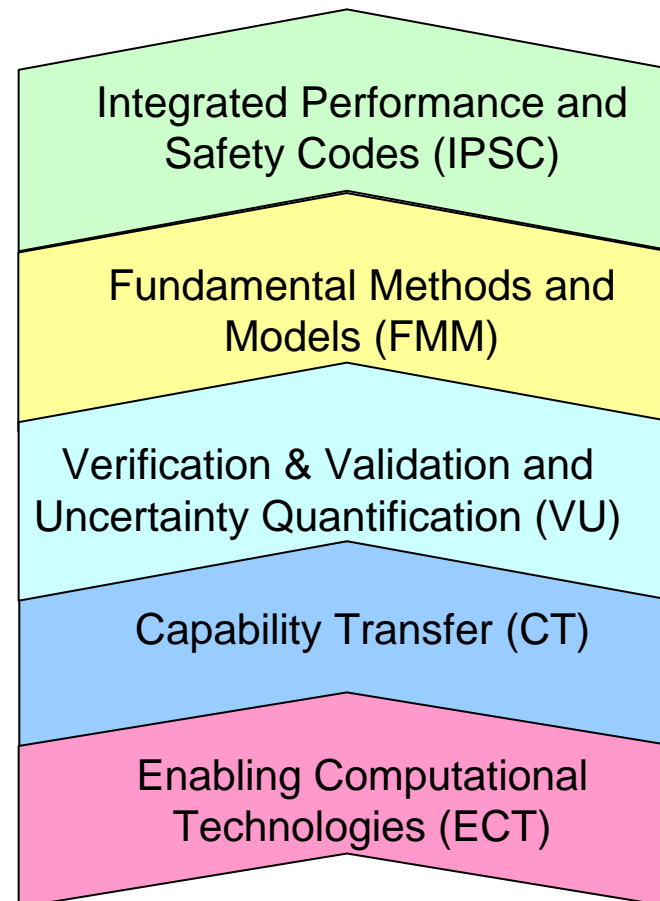 Integrated Performance and
Safety Codes (IPSC)
Fundamental Methods and
Models (FMM)
Verification & Validation and
Uncertainty Quantification (VU)
Capability Transfer (CT)
Enabling Computational
Technologies (ECT)